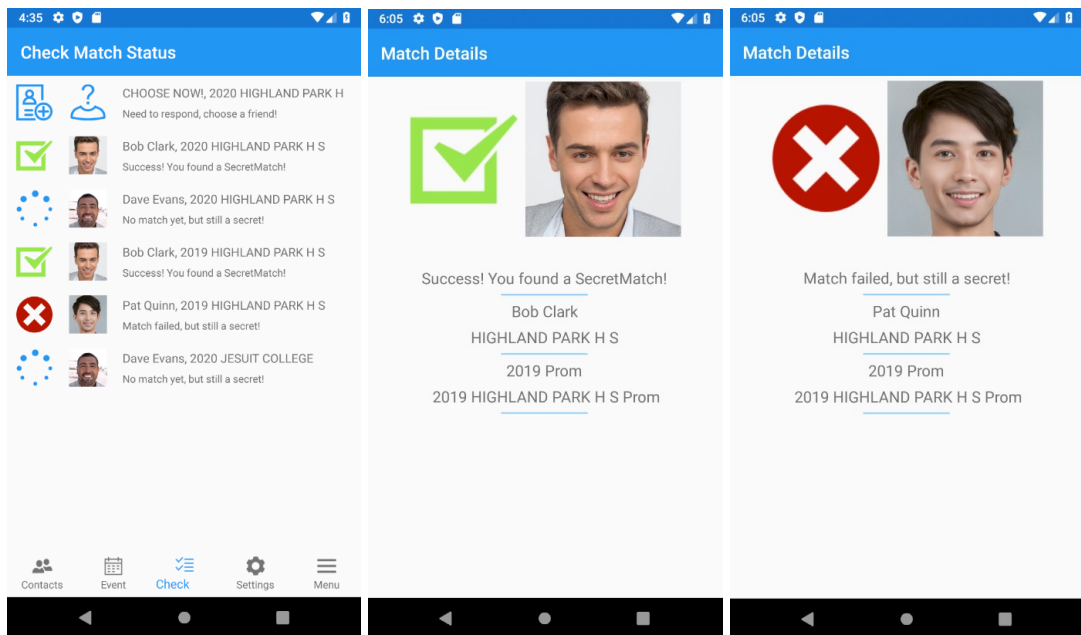 4:35
Check Match Status
CHOOSE NOW!, 2020 HIGHLAND PARK H
Need to respond, choose a friend!
Bob Clark, 2020 HIGHLAND PARK H S
Success! You found a SecretMatch!
Dave Evans, 2020 HIGHLAND PARK H S
No match yet, but still a secret!
Bob Clark, 2019 HIGHLAND PARK H S
Success! You found a SecretMatch!
Pat Quinn, 2019 HIGHLAND PARK H S
Match failed, but still a secret!
Dave Evans, 2020 JESUIT COLLEGE
No match yet, but still a secret!
Contacts
Event
Check
Settings
Menu
6:05
Match Details
Success! You found a SecretMatch!
Bob Clark
HIGHLAND PARK H S
2019 Prom
2019 HIGHLAND PARK H S Prom
6:05
Match Details
Match failed, but still a secret!
Pat Quinn
HIGHLAND PARK H S
2019 Prom
2019 HIGHLAND PARK H S Prom